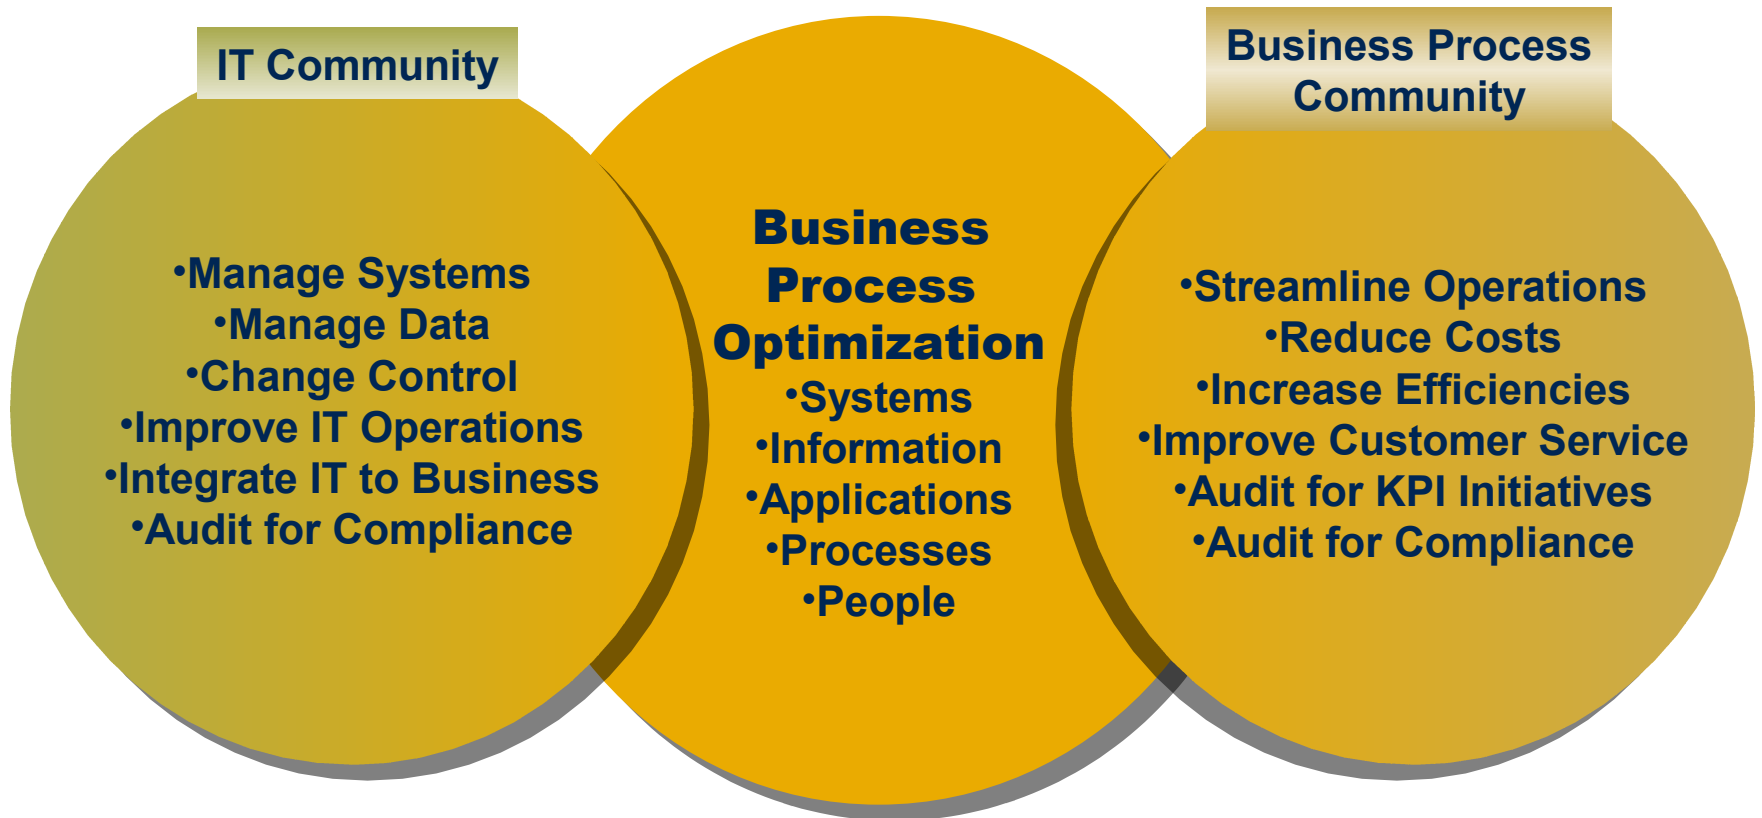 IT Community
•Manage Systems
•Manage Data
•Change Control
•Improve IT Operations
•Integrate IT to Business
•Audit for Compliance
Business
Process
Optimization
•Systems
•Information
•Applications
•Processes
•People
Business Process
Community
•Streamline Operations
•Reduce Costs
•Increase Efficiencies
•Improve Customer Service
•Audit for KPI Initiatives
•Audit for Compliance